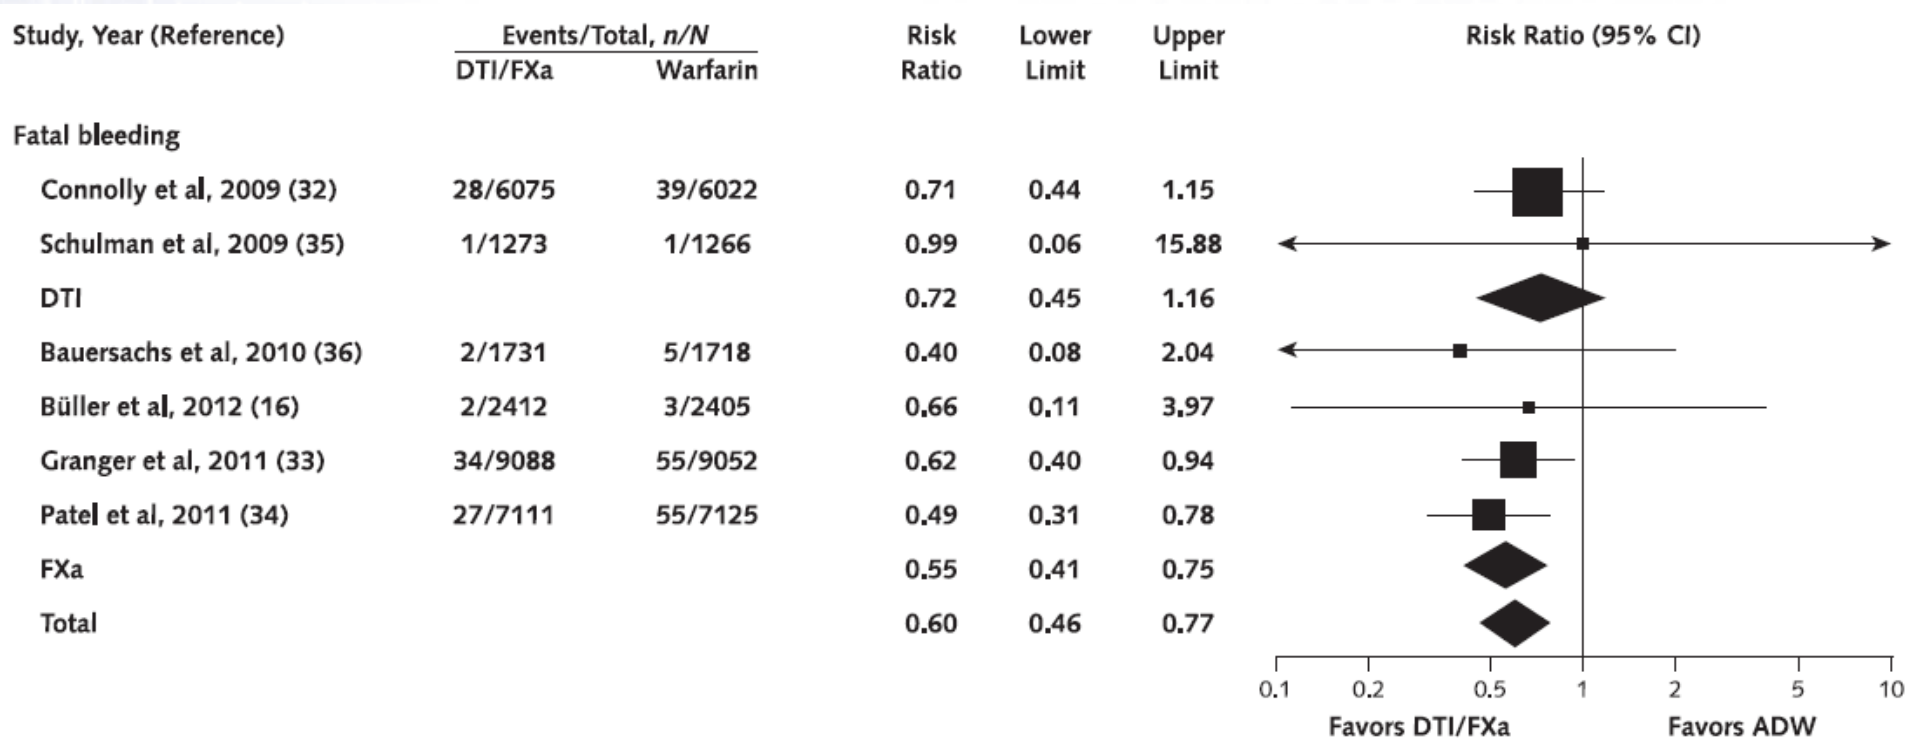 Study, Year (Reference) Events/Total, n/N Risk Lower Upper Risk Ratio (95% CI)
DTI/FXa Warfarin Ratio Limit Limit
Fatal bleeding
Connolly et al, 2009 (32) 28/6075 39/6022 0.71 0.44 1.15
Schulman et al, 2009 (35) 1/1273 1/1266 0.99 0.06 15.88
DTI 0.72 0.45 1.16
Bauersachs et al, 2010 (36) 2/1731 5/1718 0.40 0.08 2.04
Büller et al, 2012 (16) 2/2412 3/2405 0.66 0.11 3.97
Granger et al, 2011 (33) 34/9088 55/9052 0.62 0.40 0.94
Patel et al, 2011 (34) 27/7111 55/7125 0.49 0.31 0.78
FXa 0.55 0.41 0.75
Total 0.60 0.46 0.77
0.1 0.2 0.5 1 2 5 10
Favors DTI/FXa Favors ADW